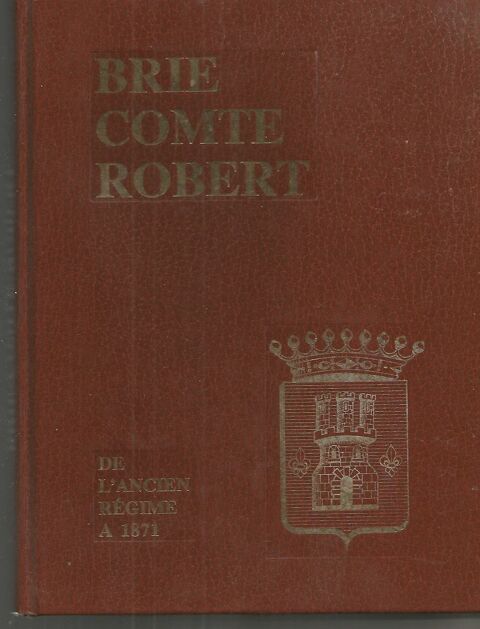 BRIE
COMTE
ROBERT
DE
L'ANCIEN
RÉGIME
A 1871